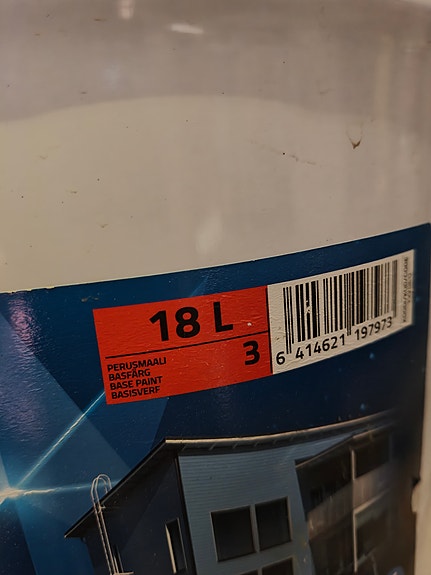 18 L
PERUSMAALI
BASFÄRG
BASE PAINT
BASISVERF
3
6 414621 197973